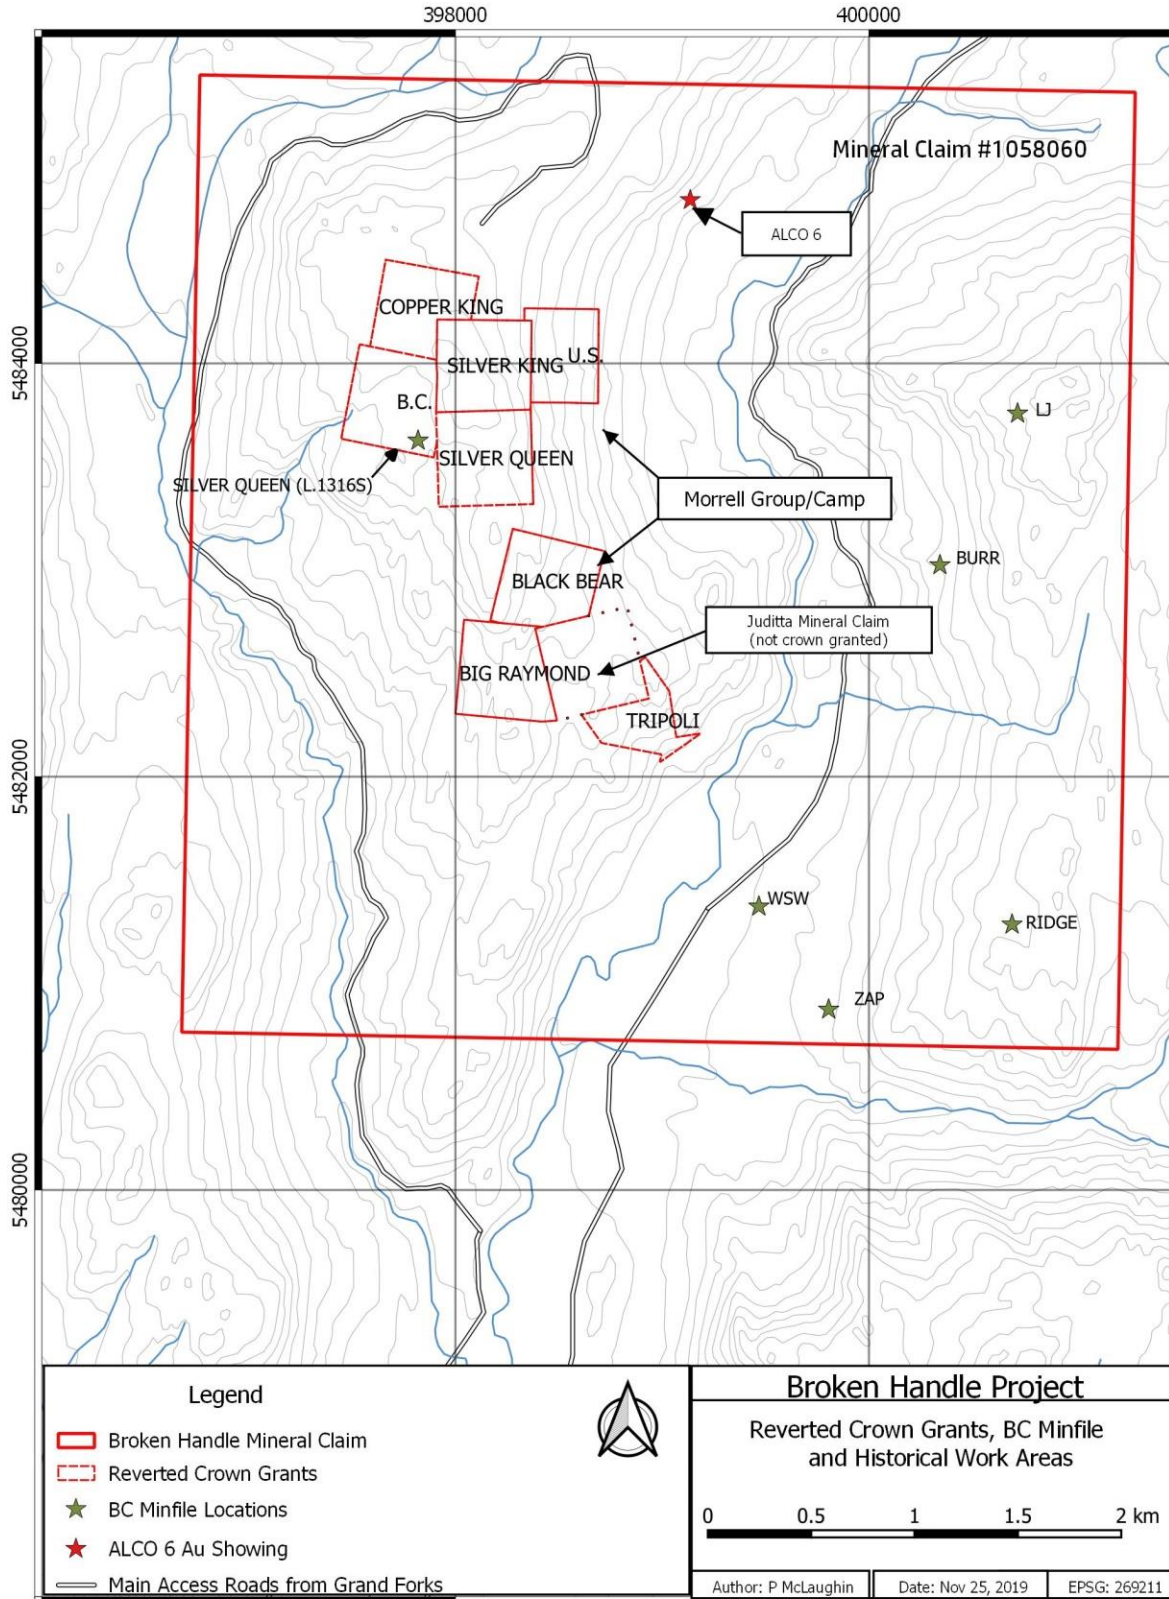 398000
400000
Mineral Claim #1058060
ALCO 6
COPPER KING
5484000
SILVER KING
U.S.
B.C.
LJ
SILVER QUEEN
SILVER QUEEN (L.1316S)
Morrell Group/Camp
BURR
BLACK BEAR
Juditta Mineral Claim
(not crown granted)
BIG RAYMOND
TRIPOLI
5482000
WSW
RIDGE
ZAP
5480000
Legend
Broken Handle Mineral Claim
Reverted Crown Grants
BC Minfile Locations
ALCO 6 Au Showing
Main Access Roads from Grand Forks
Broken Handle Project
Reverted Crown Grants, BC Minfile
and Historical Work Areas
0 0.5 1 1.5 2 km
Author: P McLaughin
Date: Nov 25, 2019
EPSG: 269211